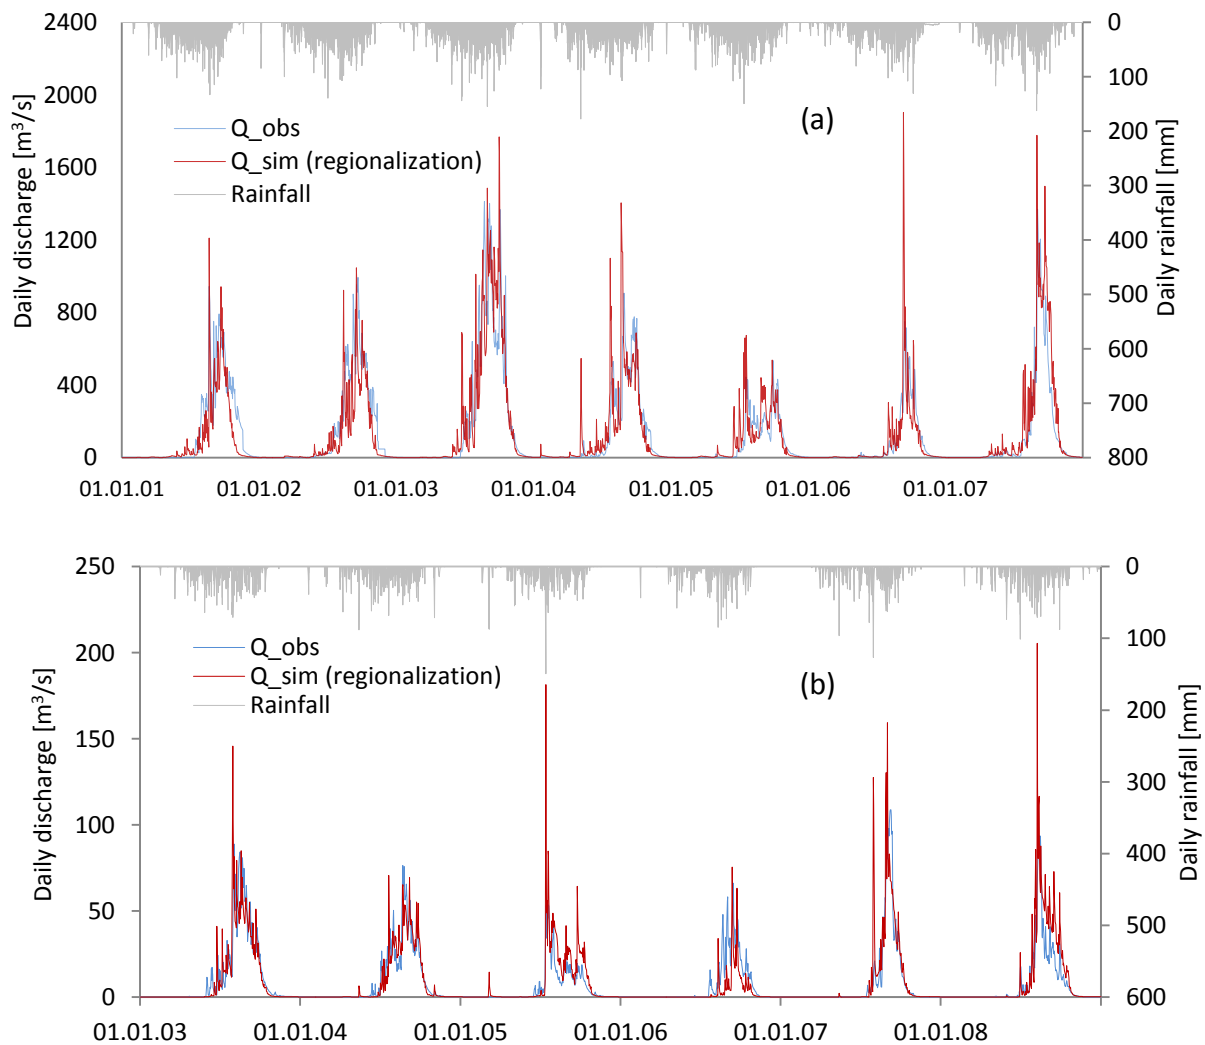 2400
2000
1600
1200
800
400
0
Daily discharge [m³/s]
Q_obs
Q_sim (regionalization)
Rainfall
(a)
0
100
200
300
400
500
600
700
800
Daily rainfall [mm]
01.01.01 01.01.02 01.01.03 01.01.04 01.01.05 01.01.06 01.01.07
250
200
150
100
50
0
Daily discharge [m³/s]
Q_obs
Q_sim (regionalization)
Rainfall
(b)
0
100
200
300
400
500
600
Daily rainfall [mm]
01.01.03 01.01.04 01.01.05 01.01.06 01.01.07 01.01.08